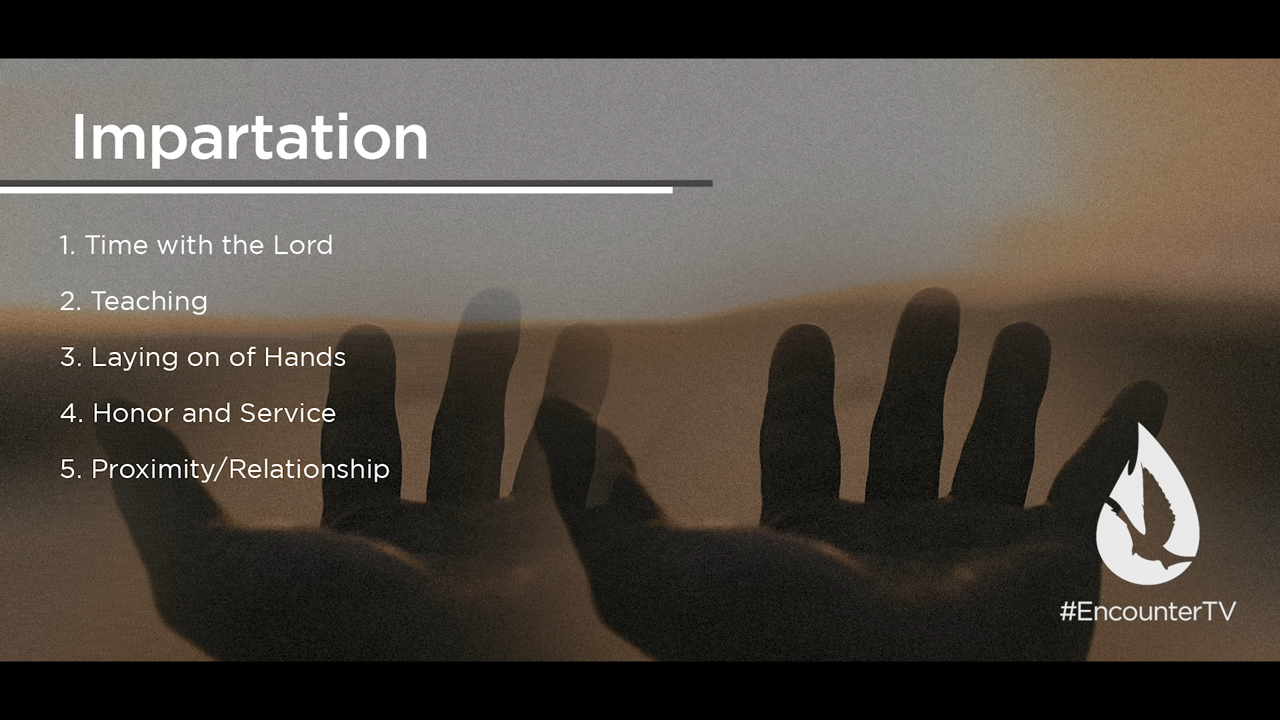 Impartation
1. Time with the Lord
2. Teaching
3. Laying on of Hands
4. Honor and Service
5. Proximity/Relationship
#EncounterTV